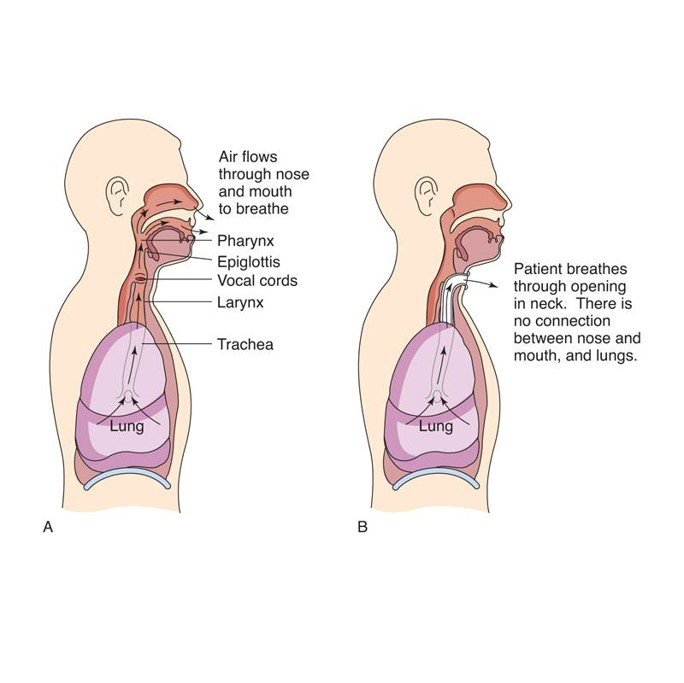 Air flows
through nose
and mouth
to breathe
Pharynx
Epiglottis
Vocal cords
Larynx
Trachea
Lung
A
Patient breathes
through opening
in neck. There is
no connection
between nose and
mouth, and lungs.
Lung
B